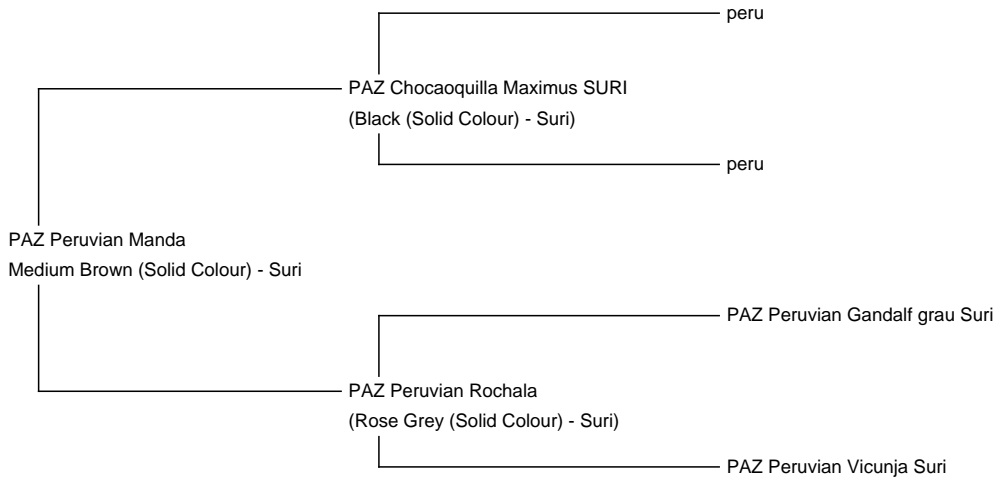 peru
PAZ Chocaoquilla Maximus SURI
(Black (Solid Colour) - Suri)
peru
PAZ Peruvian Manda
Medium Brown (Solid Colour) - Suri
PAZ Peruvian Gandalf grau Suri
PAZ Peruvian Rochala
(Rose Grey (Solid Colour) - Suri)
PAZ Peruvian Vicunja Suri